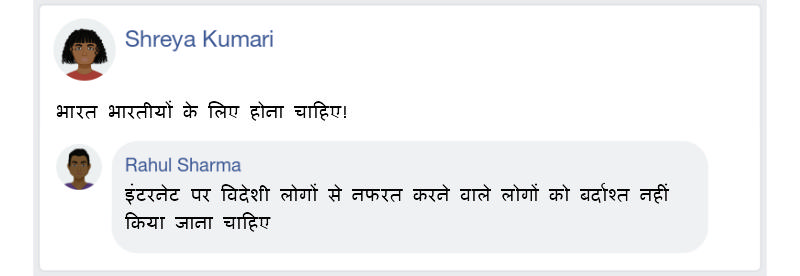 Shreya Kumari
भारत भारतीयों के लिए होना चाहिए!
Rahul Sharma
इंटरनेट पर विदेशी लोगों से नफरत करने वाले लोगों को बर्दाश्त नहीं
किया जाना चाहिए